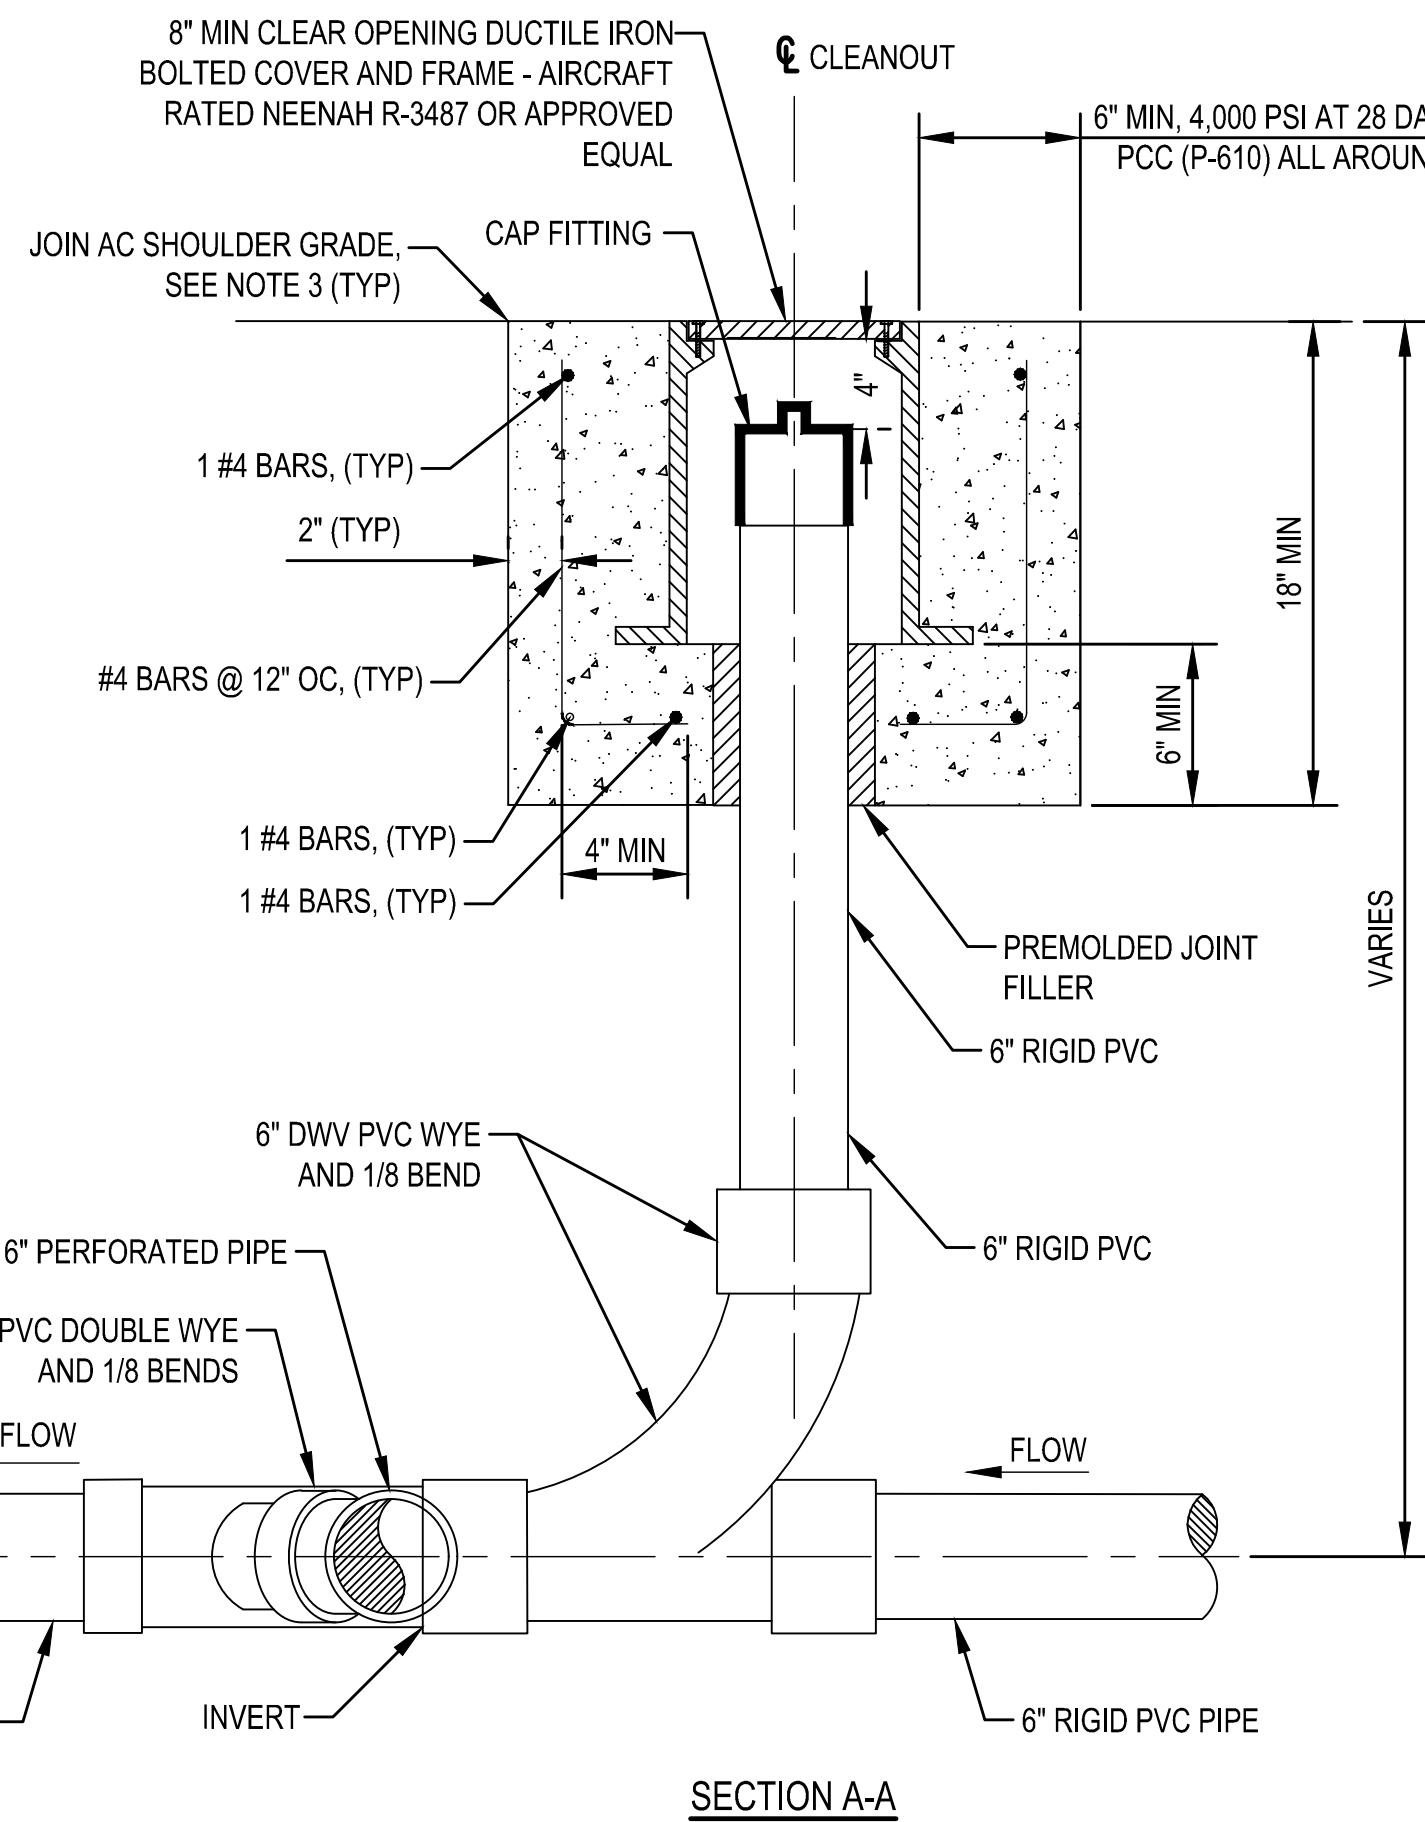 8" MIN CLEAR OPENING DUCTILE IRON
BOLTED COVER AND FRAME - AIRCRAFT
RATED NEENAH R-3487 OR APPROVED
EQUAL
℄ CLEANOUT
6" MIN, 4,000 PSI AT 28
PCC (P-610) ALL
JOIN AC SHOULDER GRADE,
SEE NOTE 3 (TYP)
CAP FITTING
4"
1 #4 BARS, (TYP)
2" (TYP)
18" MIN
#4 BARS @ 12" OC, (TYP)
6" MIN
1 #4 BARS, (TYP)
4" MIN
1 #4 BARS, (TYP)
VARIES
PREMOLDED JOINT
FILLER
6" RIGID PVC
6" DWV PVC WYE
AND 1/8 BEND
6" RIGID PVC
6" PERFORATED PIPE
PVC DOUBLE WYE
AND 1/8 BENDS
FLOW
FLOW
INVERT
6" RIGID PVC PIPE
SECTION A-A